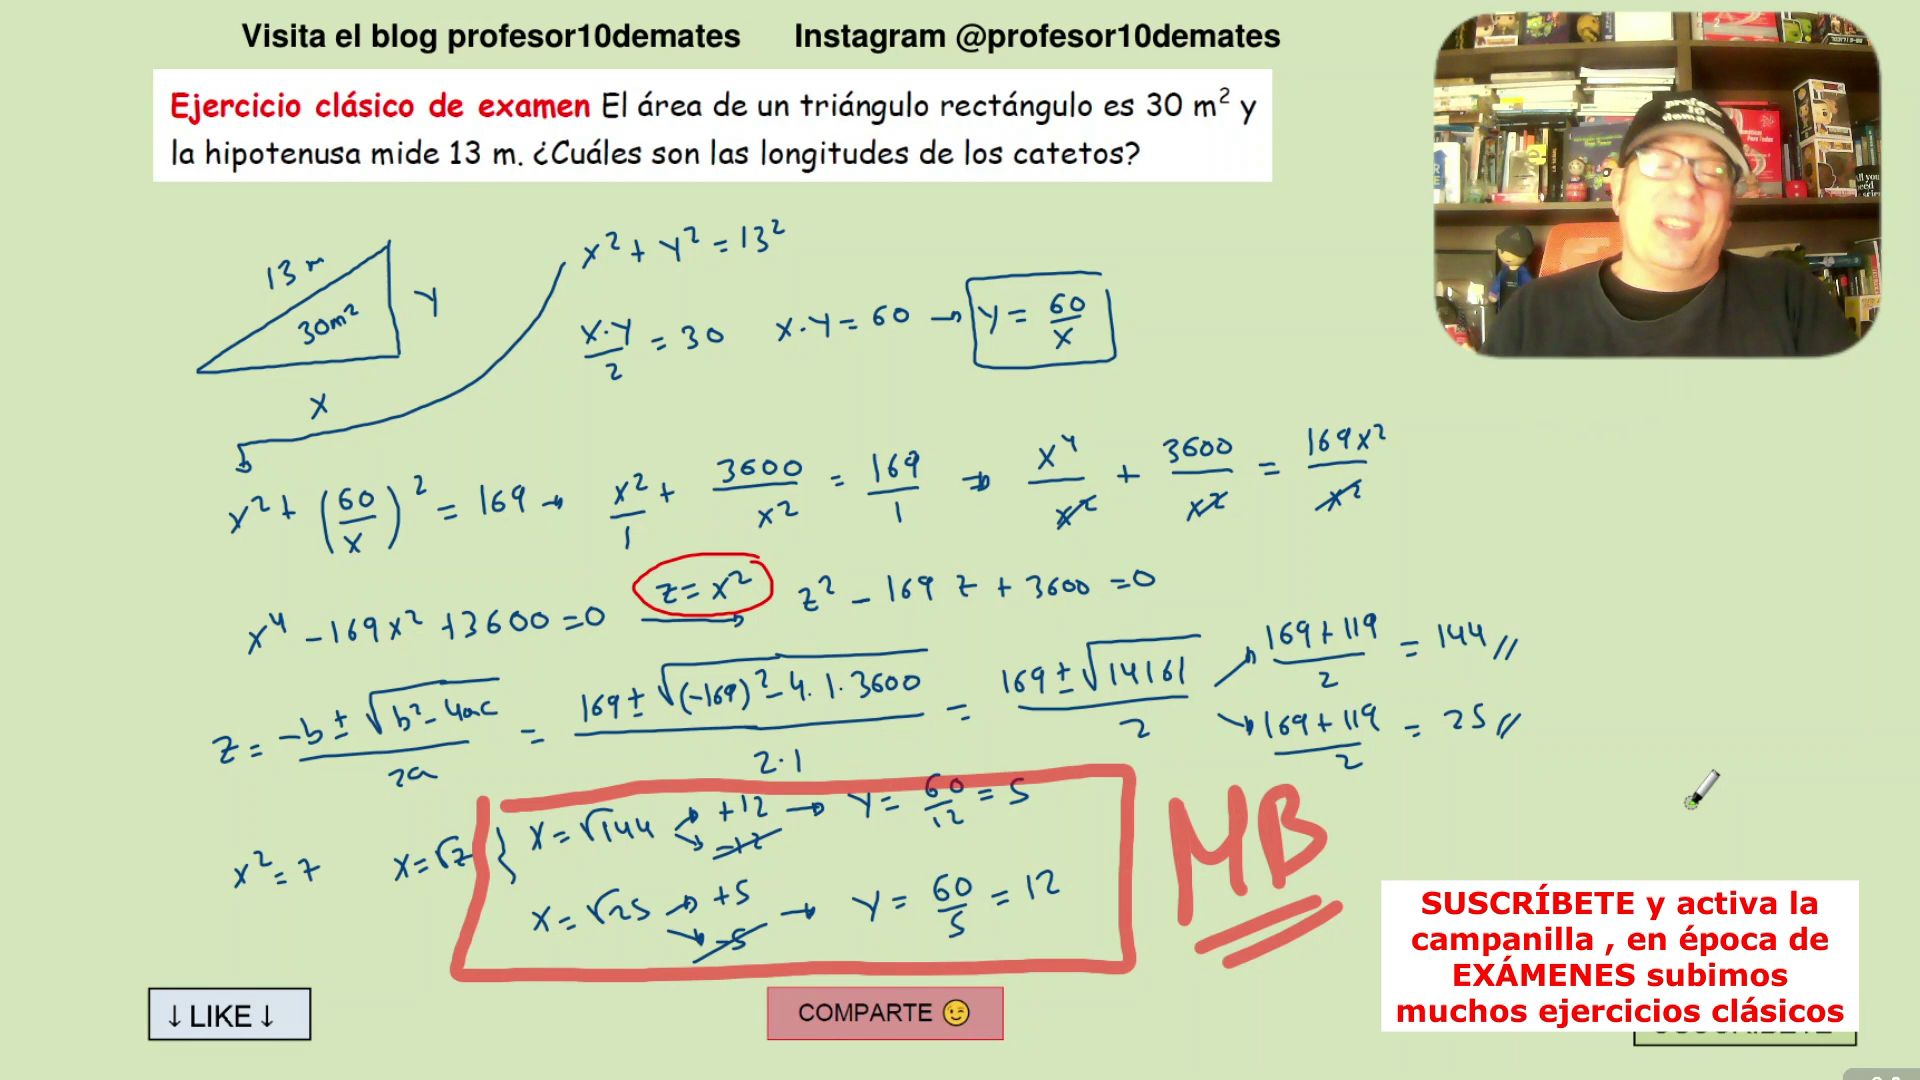 Visita el blog profesor10demates Instagram @profesor10demates
Ejercicio clásico de examen El área de un triángulo rectángulo es 30 m² y
la hipotenusa mide 13 m. ¿Cuáles son las longitudes de los catetos?
13 m
30m²
y
x
x² + y² = 13²
x·y/2 = 30 x·y = 60 → y = 60/x
x² + (60/x)² = 169 → x²/1 + 3600/x² = 169/1 → x⁴/x² + 3600/x² = 169x²/x²
x⁴ - 169x² + 3600 = 0 z = x² z² - 169 z + 3600 = 0
z = -b ± √b² - 4ac / 2a = 169 ± √(-169)² - 4·1·3600 / 2·1 = 169 ± √14161 / 2
169 + 119 / 2 = 144 //
169 + 119 / 2 = 25 //
x² = z x = √z { x = √144 → +12 → y = 60/12 = 5
-12
x = √25 → +5 → y = 60/5 = 12
-5
MB
SUSCRÍBETE y activa la
campanilla , en época de
EXÁMENES subimos
muchos ejercicios clásicos
↓ LIKE ↓
COMPARTE 😉